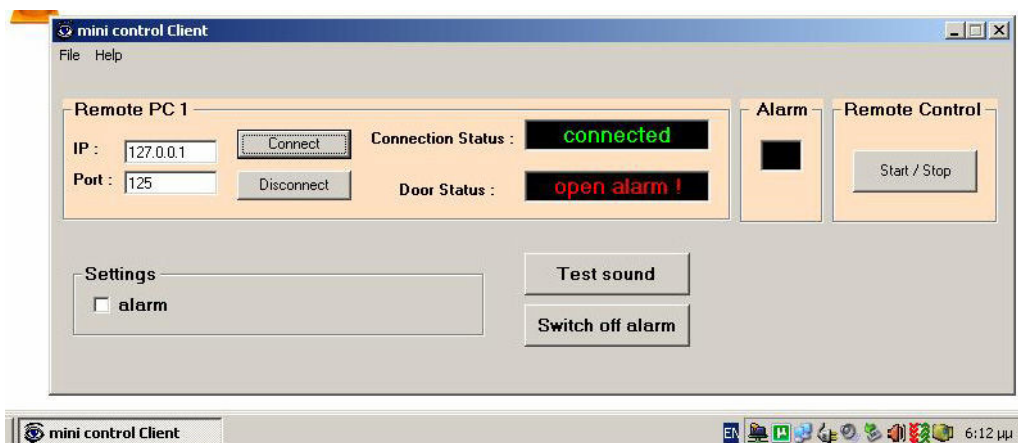 mini control Client
File Help
Remote PC 1
IP : 127.0.0.1
Port : 125
Connect
Disconnect
Connection Status : connected
Door Status : open alarm !
Alarm
Remote Control
Start / Stop
Settings
alarm
Test sound
Switch off alarm
mini control Client
EN
μ
6:12 μμ